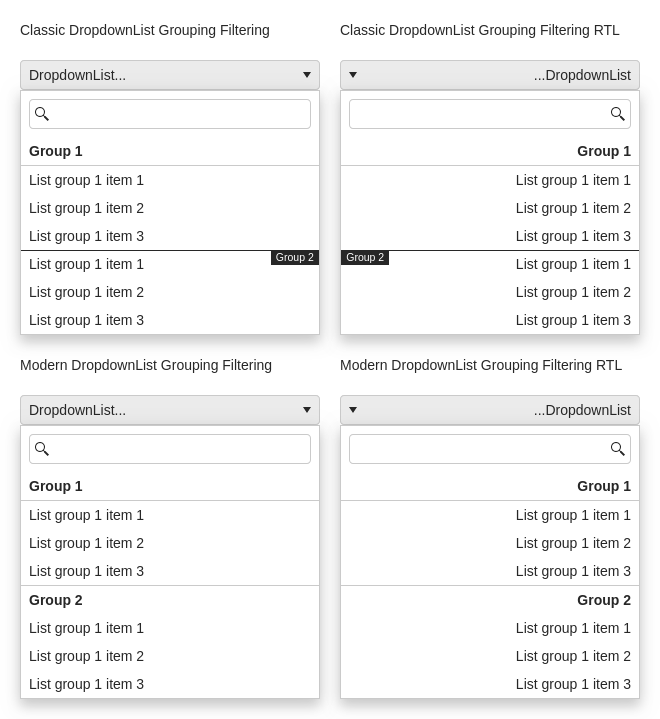 Classic DropdownList Grouping Filtering
DropdownList...
Group 1
List group 1 item 1
List group 1 item 2
List group 1 item 3
Group 2
List group 1 item 1
List group 1 item 2
List group 1 item 3
Classic DropdownList Grouping Filtering RTL
...DropdownList
Group 1
List group 1 item 1
List group 1 item 2
List group 1 item 3
Group 2
List group 1 item 1
List group 1 item 2
List group 1 item 3
Modern DropdownList Grouping Filtering
DropdownList...
Group 1
List group 1 item 1
List group 1 item 2
List group 1 item 3
Group 2
List group 1 item 1
List group 1 item 2
List group 1 item 3
Modern DropdownList Grouping Filtering RTL
...DropdownList
Group 1
List group 1 item 1
List group 1 item 2
List group 1 item 3
Group 2
List group 1 item 1
List group 1 item 2
List group 1 item 3